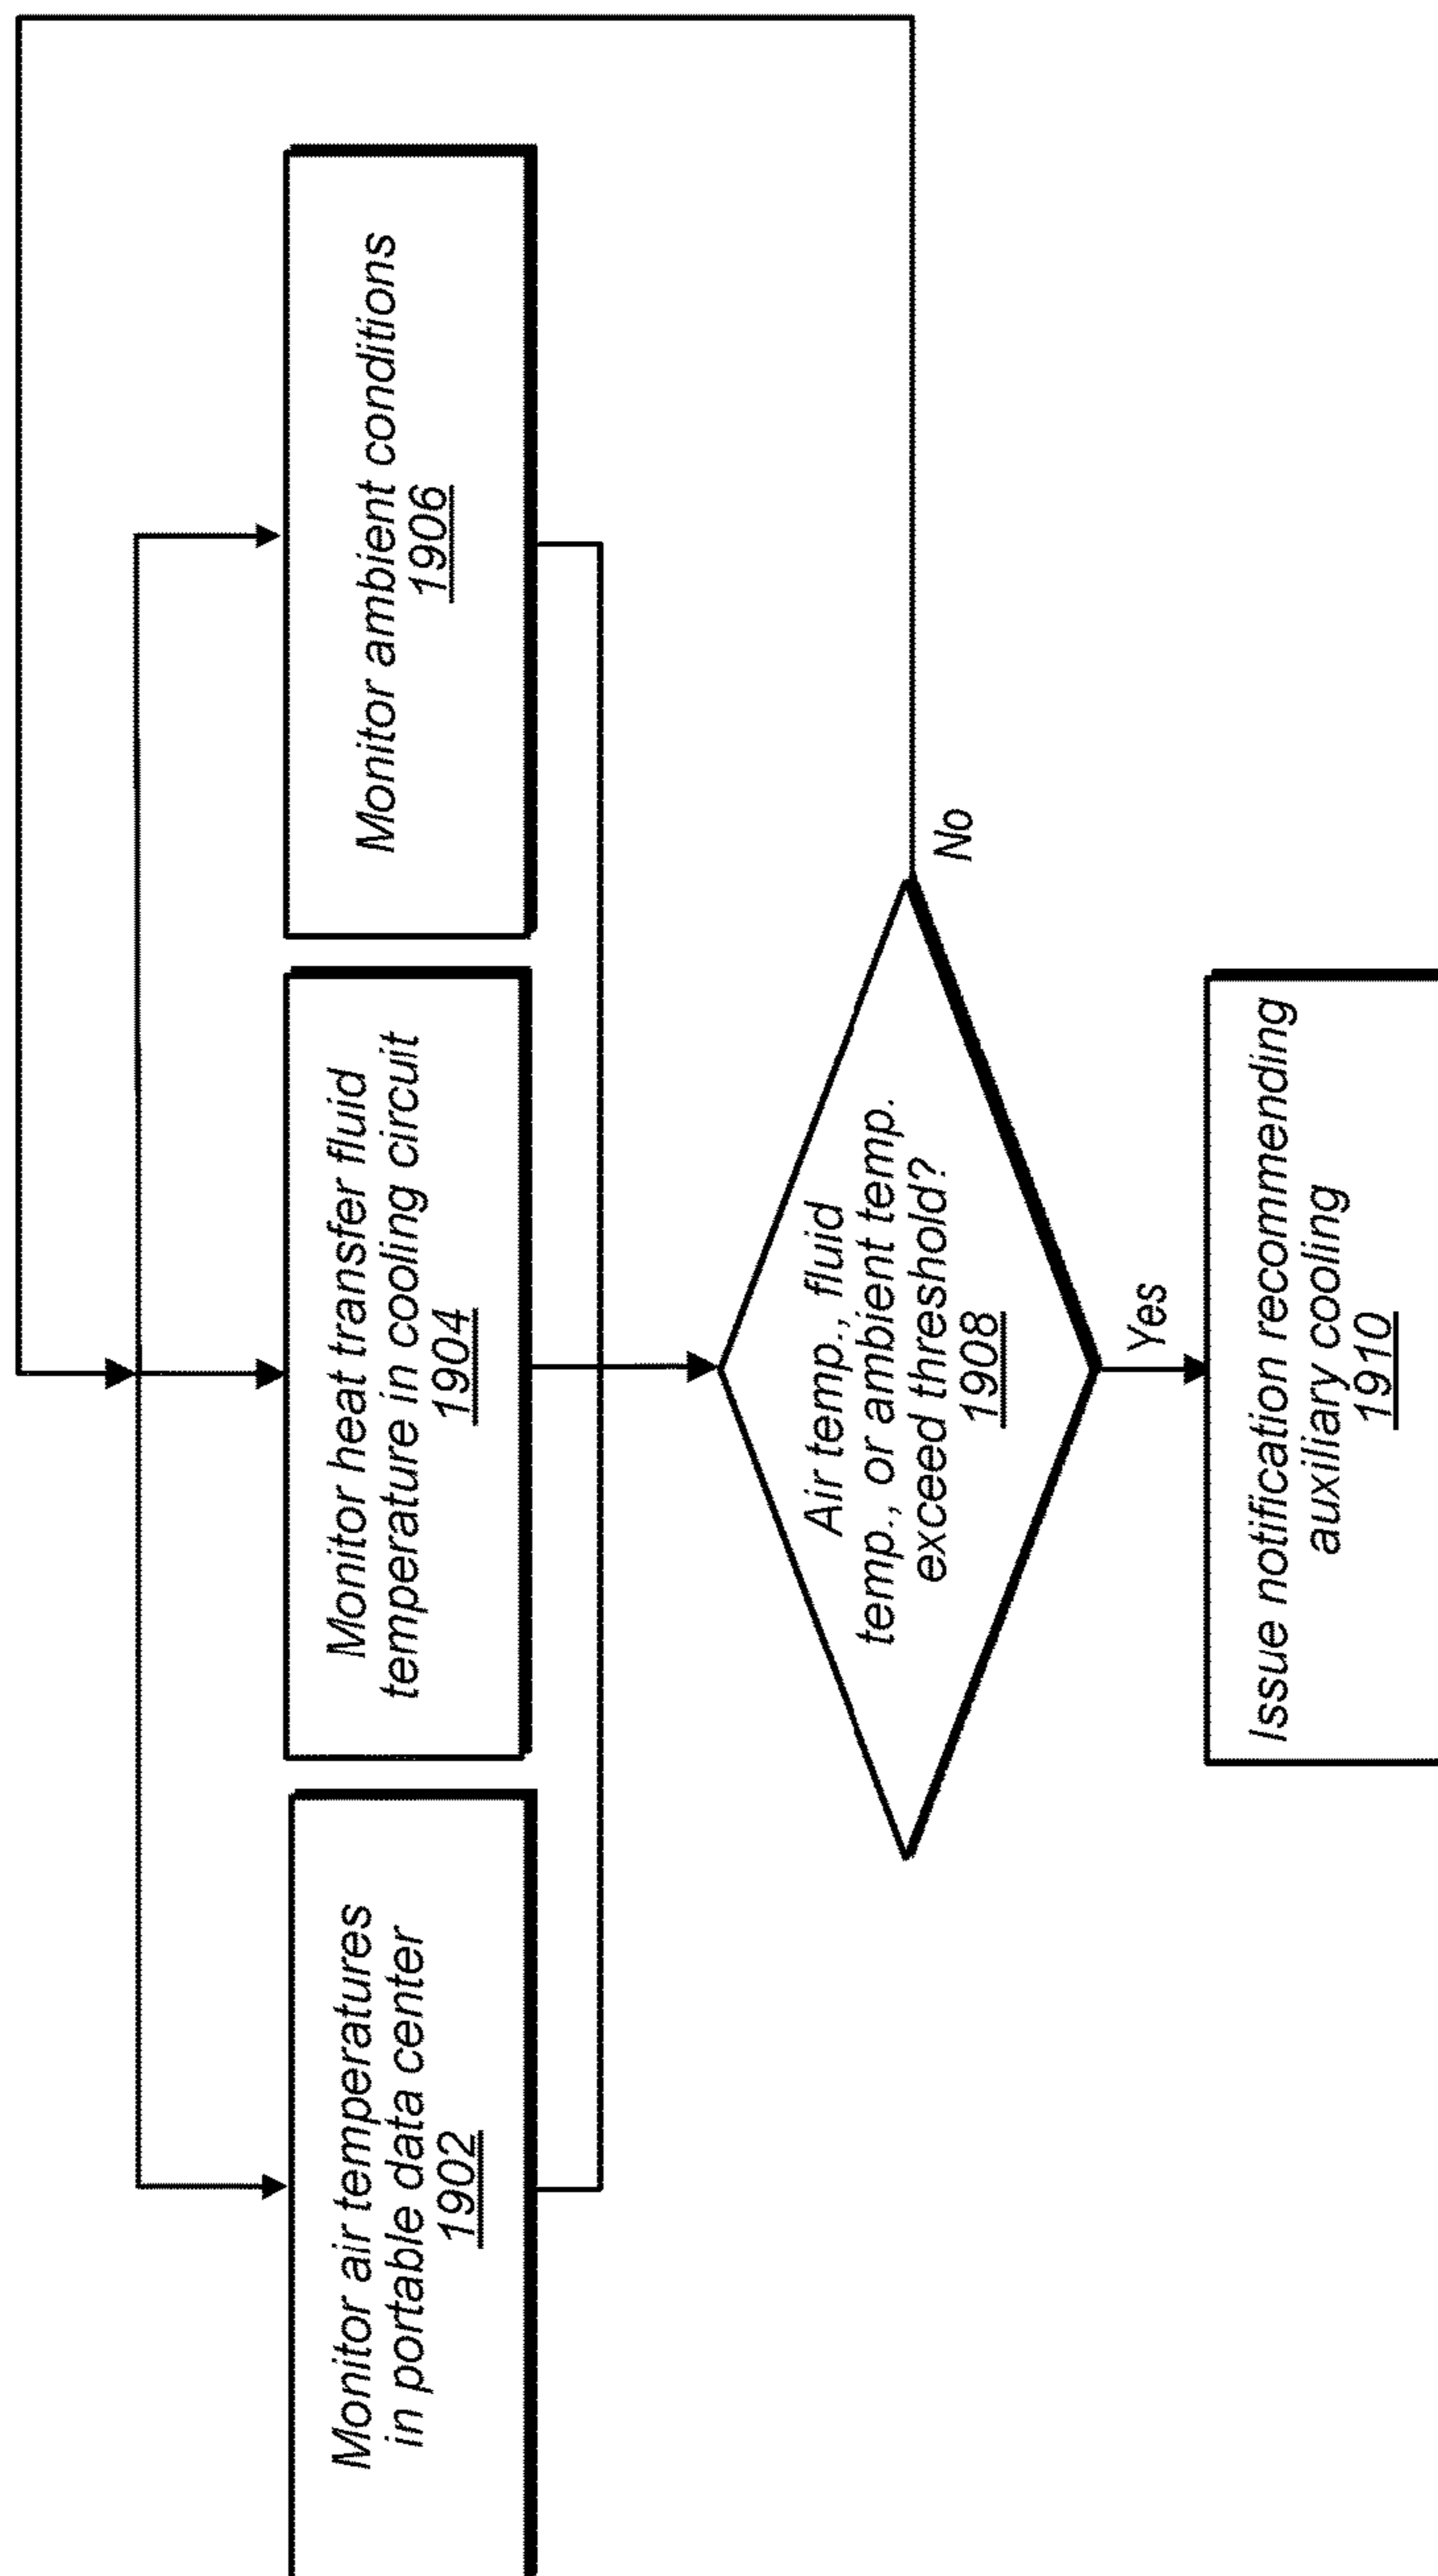 Monitor air temperatures
in portable data center
1902
Monitor heat transfer fluid
temperature in cooling circuit
1904
Monitor ambient conditions
1906
Air temp., fluid
temp., or ambient temp.
exceed threshold?
1908
No
Yes
Issue notification recommending
auxiliary cooling
1910